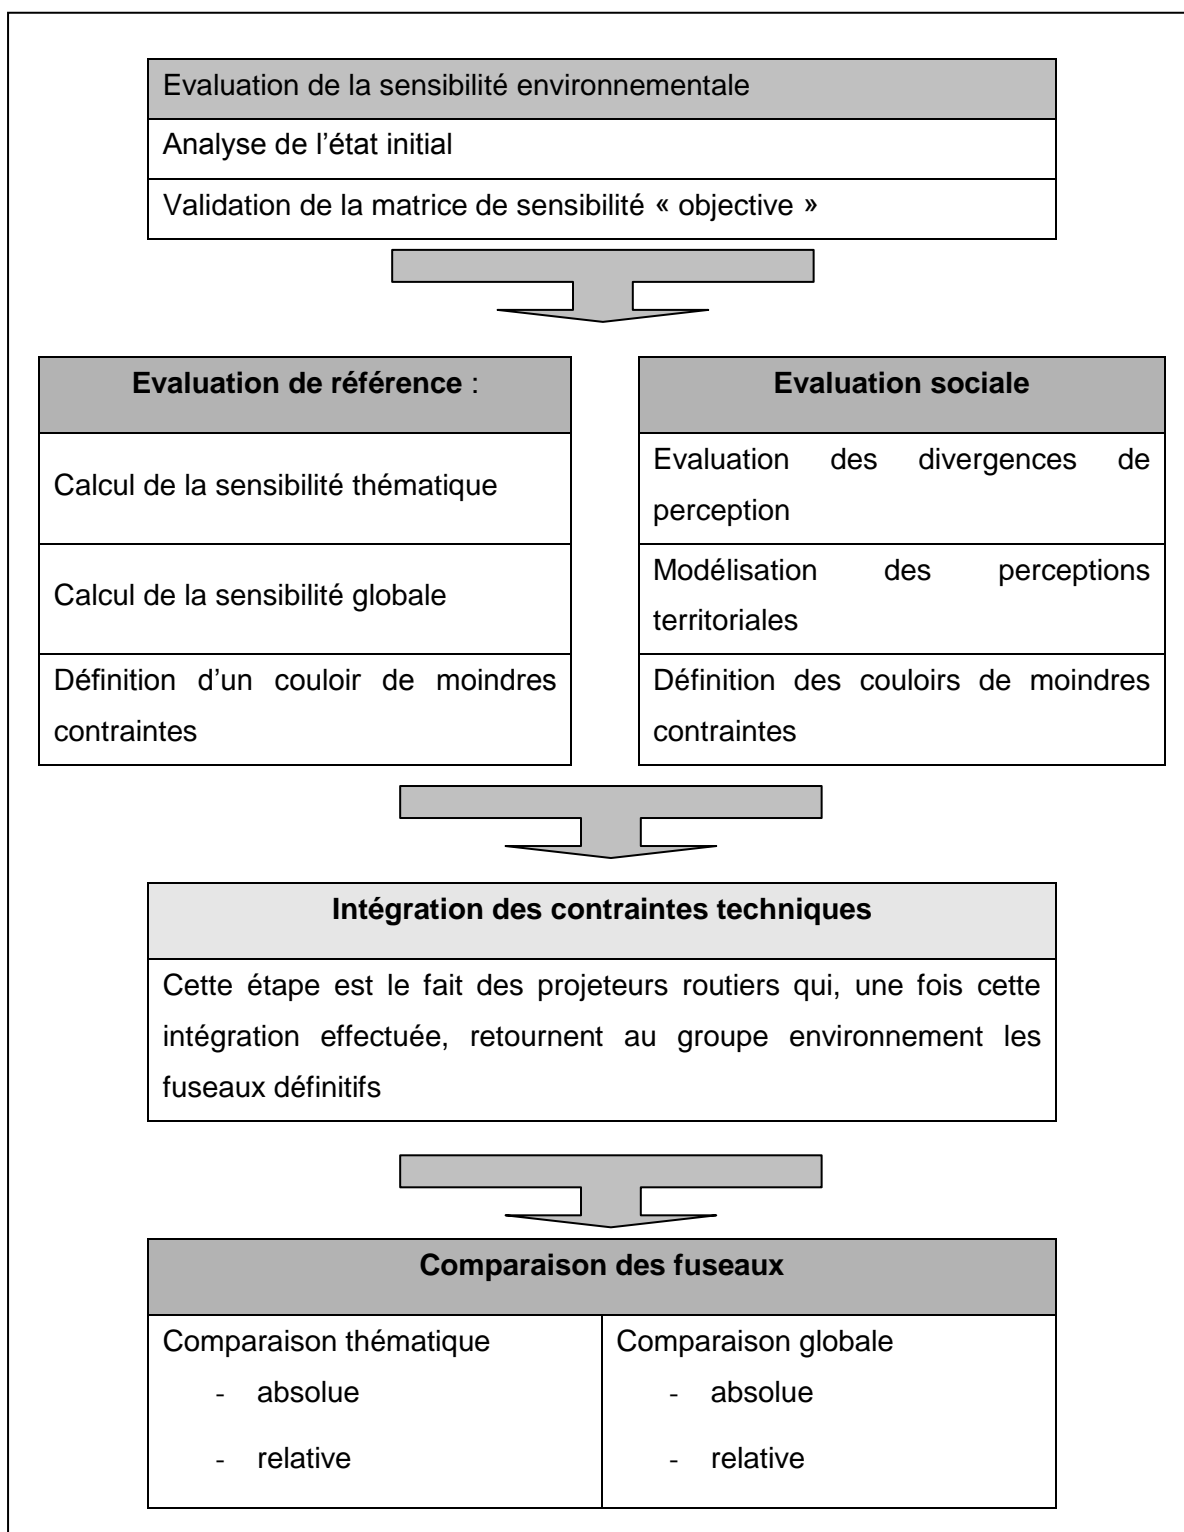 Evaluation de la sensibilité environnementale
Analyse de l’état initial
Validation de la matrice de sensibilité « objective »
Evaluation de référence :
Calcul de la sensibilité thématique
Calcul de la sensibilité globale
Définition d’un couloir de moindres
contraintes
Evaluation sociale
Evaluation des divergences de
perception
Modélisation des perceptions
territoriales
Définition des couloirs de moindres
contraintes
Intégration des contraintes techniques
Cette étape est le fait des projeteurs routiers qui, une fois cette
intégration effectuée, retournent au groupe environnement les
fuseaux définitifs
Comparaison des fuseaux
Comparaison thématique
- absolue
- relative
Comparaison globale
- absolue
- relative